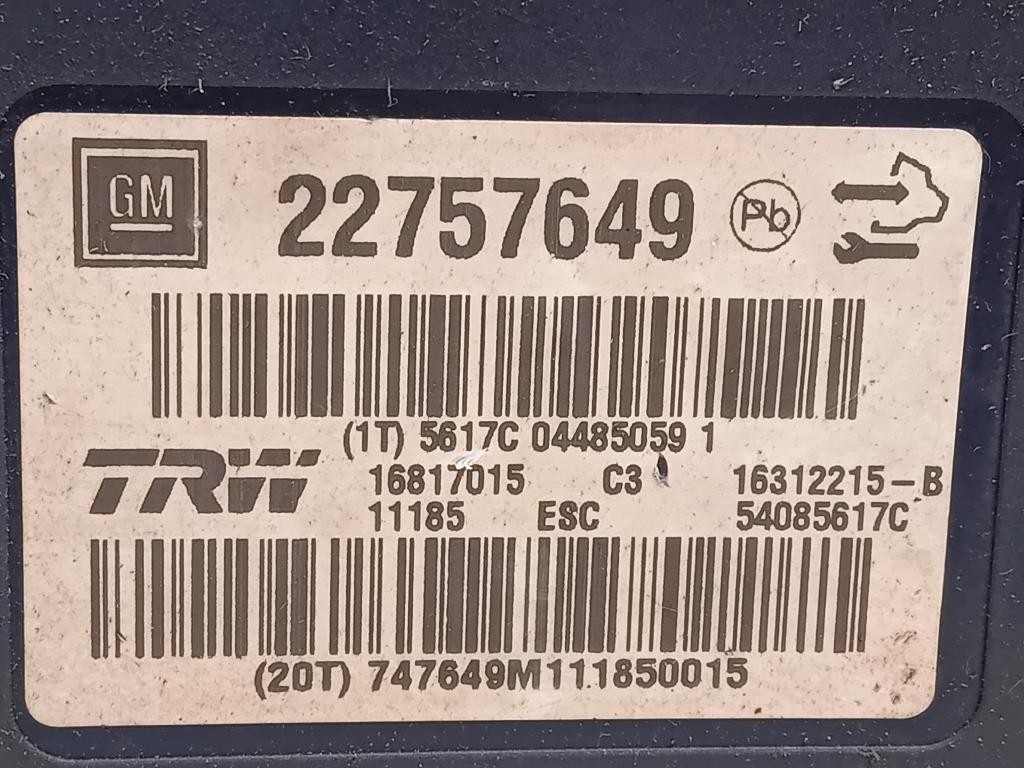 GM 22757649 Pb
(1T) 5617C 04485059 1
TRW 16817015 C3 16312215-B
11185 ESC 54085617C
(20T) 747649M111850015